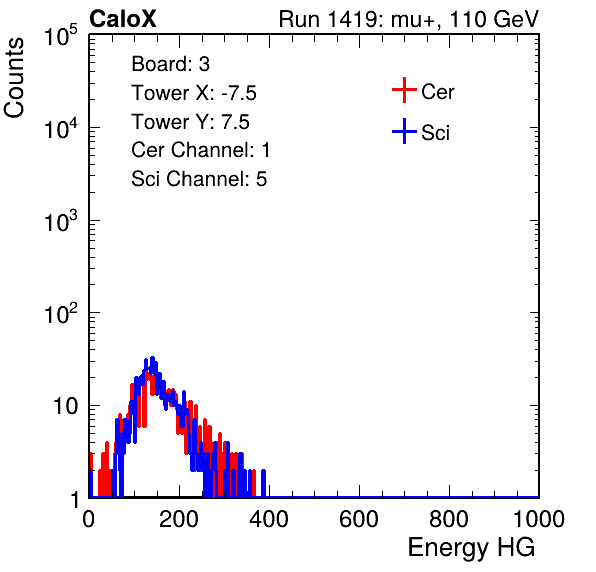 CaloX Run 1419: mu+, 110 GeV
Board: 3
Tower X: -7.5
Tower Y: 7.5
Cer Channel: 1
Sci Channel: 5
Cer
Sci
Counts
10^5
10^4
10^3
10^2
10
1
0 200 400 600 800 1000
Energy HG